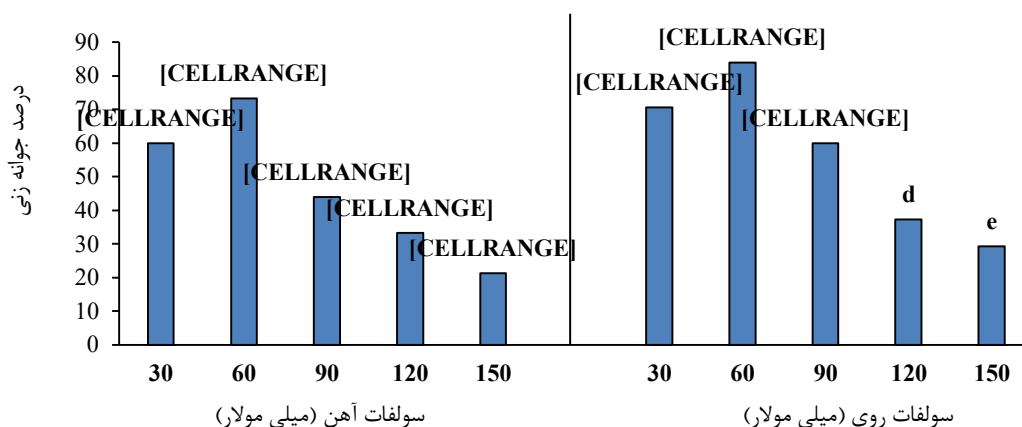 درصد جوانه زنی
90
80
70
60
50
40
30
20
10
0
[CELLRANGE]
[CELLRANGE]
[CELLRANGE]
[CELLRANGE]
[CELLRANGE]
[CELLRANGE]
[CELLRANGE]
[CELLRANGE]
d
e
30 60 90 120 150 30 60 90 120 150
سولفات آهن (میلی مولار)
سولفات روی (میلی مولار)